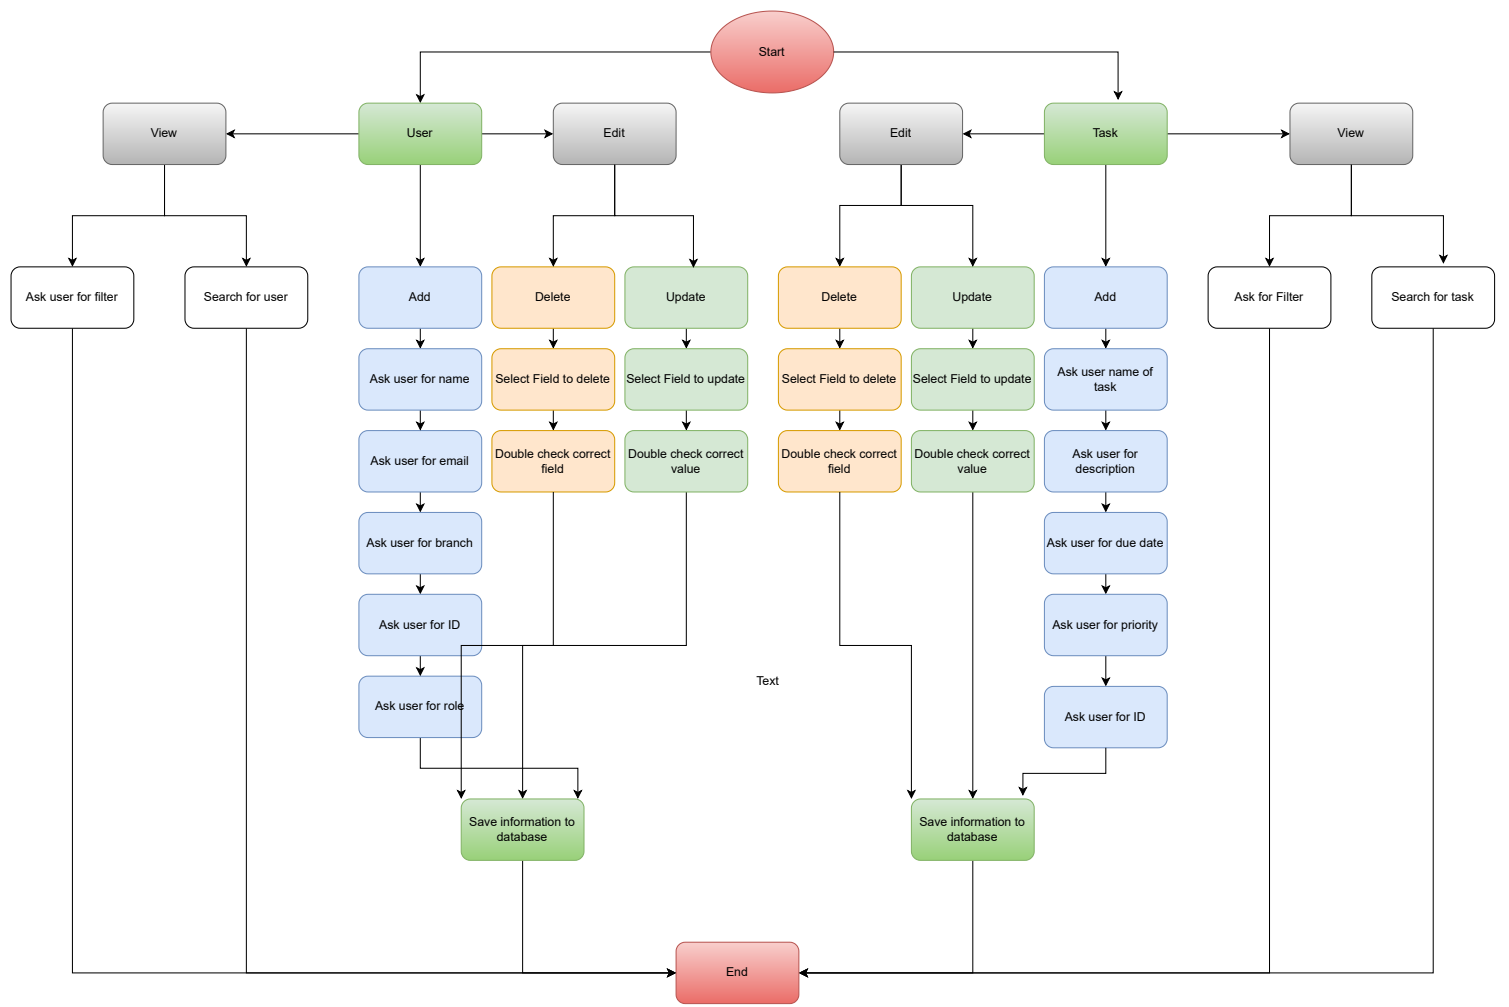 Start
View
User
Edit
Edit
Task
View
Ask user for filter
Search for user
Add
Delete
Update
Delete
Update
Add
Ask for Filter
Search for task
Ask user for name
Select Field to delete
Select Field to update
Select Field to delete
Select Field to update
Ask user name of
task
Ask user for email
Double check correct
field
Double check correct
value
Double check correct
field
Double check correct
value
Ask user for
description
Ask user for branch
Ask user for due date
Ask user for ID
Ask user for priority
Text
Ask user for role
Ask user for ID
Save information to
database
Save information to
database
End